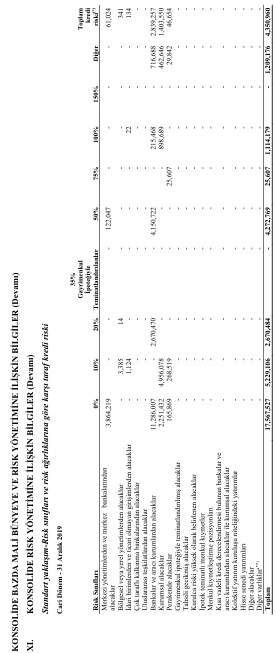 KONSOLİDE BAZDA MALİ BÜNYEYE VE RİSK YÖNETİMİNE İLİŞKİN BİLGİLER (Devamı)
XI. KONSOLİDE RİSK YÖNETİMİNE İLİŞKİN BİLGİLER (Devamı)
Standart yaklaşım-Risk sınıfları ve risk ağırlıklarına göre karşı taraf kredi riski
Cari Dönem - 31 Aralık 2019
Risk Sınıfları 0% 10% 20% 35% Gayrimenkul İpoteğiyle Teminatlandırılanlar 50% 75% 100% 150% Diğer Toplam kredi riski(*)
Merkezi yönetimlerden ve merkez bankalarından alacaklar 3,864,219 - - - 122,047 - - - - 61,024
Bölgesel veya yerel yönetimlerden alacaklar - 3,385 14 - - - - - - 341
İdari birimlerden ve ticari olmayan girişimlerden alacaklar - 1,124 - - - - 22 - - 134
Çok taraflı kalkınma bankalarından alacaklar - - - - - - - - - -
Uluslararası teşkilatlardan alacaklar - - - - - - - - - -
Bankalar ve aracı kurumlardan alacaklar 11,286,007 - 2,670,470 - 4,150,722 - 215,468 - 716,688 2,839,257
Kurumsal alacaklar 2,251,432 4,956,078 - - - - 898,689 - 462,646 1,403,550
Perakende alacaklar 165,869 268,519 - - - 25,607 - - 29,842 46,654
Gayrimenkul ipoteğiyle teminatlandırılmış alacaklar - - - - - - - - - -
Tahsili gecikmiş alacaklar - - - - - - - - - -
Kurulca riski yüksek olarak belirlenen alacaklar - - - - - - - - - -
İpotek teminatlı menkul kıymetler - - - - - - - - - -
Menkul kıymetleştirme pozisyonları - - - - - - - - - -
Kısa vadeli kredi derecelendirmesi bulunan bankalar ve
aracı kurumlardan alacaklar ile kurumsal alacaklar - - - - - - - - - -
Kolektif yatırım kuruluşu niteliğindeki yatırımlar - - - - - - - - - -
Hisse senedi yatırımları - - - - - - - - - -
Diğer alacaklar - - - - - - - - - -
Diğer varlıklar(**) - - - - - - - - - -
Toplam 17,567,527 5,229,106 2,670,484 - 4,272,769 25,607 1,114,179 - 1,209,176 4,350,960